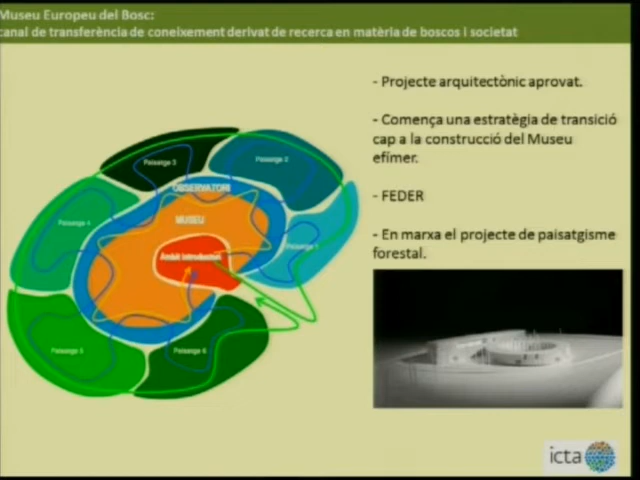 Museu Europeu del Bosc:
canal de transferència de coneixement derivat de recerca en matèria de boscos i societat
- Projecte arquitectònic aprovat.
- Comença una estratègia de transició
cap a la construcció del Museu
efímer.
- FEDER
- En marxa el projecte de paisatgisme
forestal.
Paisatge 3
Paisatge 2
OBSERVATORI
Paisatge 4
MUSEU
Paisatge 1
Àmbit introductori
Paisatge 5
Paisatge 6
icta